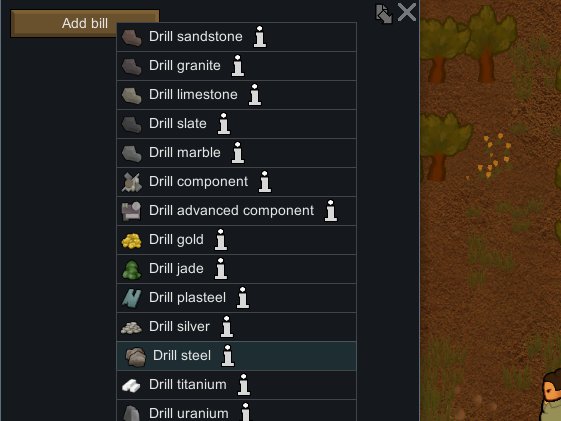 Add bill
Drill sandstone
Drill granite
Drill limestone
Drill slate
Drill marble
Drill component
Drill advanced component
Drill gold
Drill jade
Drill plasteel
Drill silver
Drill steel
Drill titanium
Drill uranium